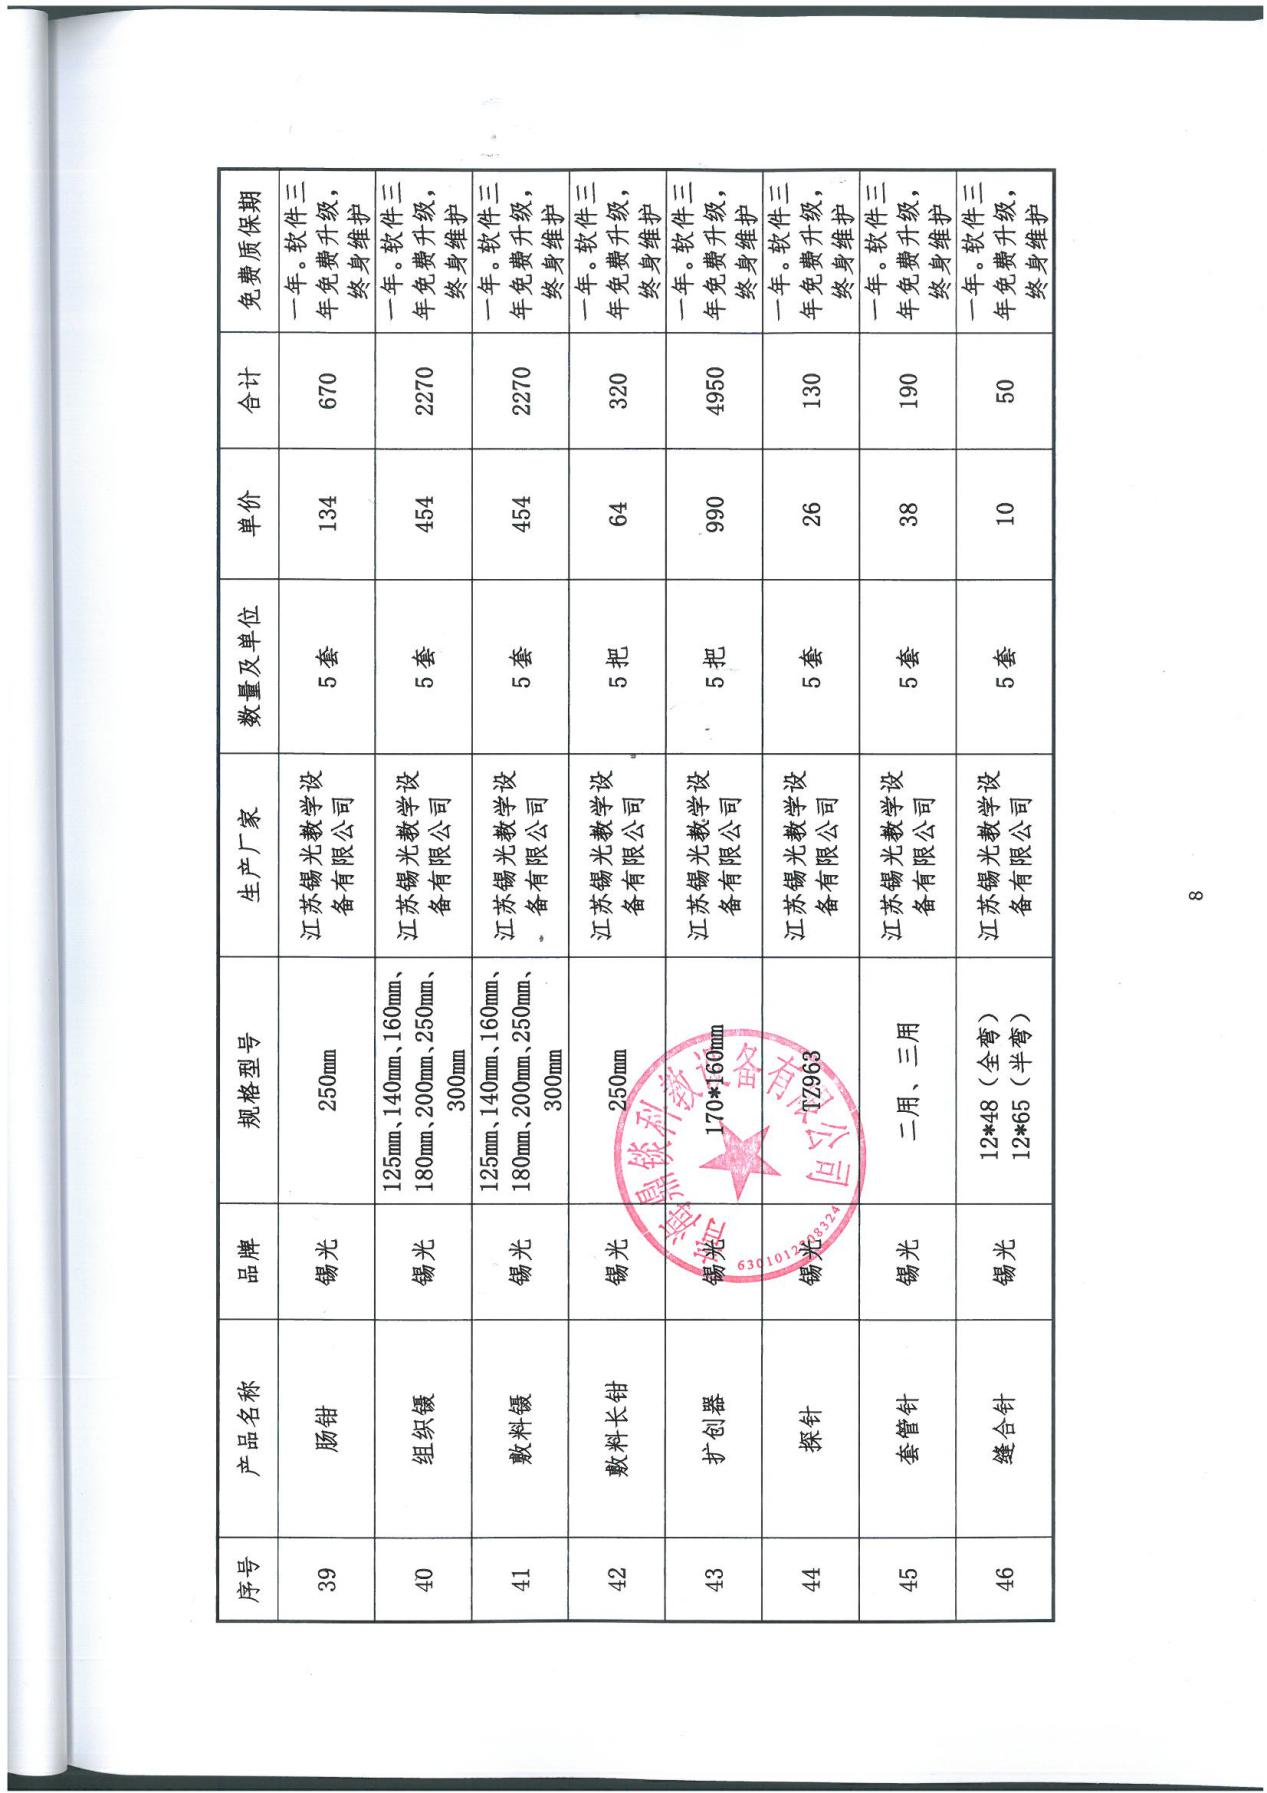 序号 产品名称 品牌 规格型号 生产厂家 数量及单位 单价 合计 免费质保期
39 肠钳 锡光 250mm 江苏锡光教学设备有限公司 5套 134 670 一年。软件三年免费升级，终身维护
40 组织镊 锡光 125mm、140mm、160mm、180mm、200mm、250mm、300mm 江苏锡光教学设备有限公司 5套 454 2270 一年。软件三年免费升级，终身维护
41 敷料镊 锡光 125mm、140mm、160mm、180mm、200mm、250mm、300mm 江苏锡光教学设备有限公司 5套 454 2270 一年。软件三年免费升级，终身维护
42 敷料长钳 锡光 250mm 江苏锡光教学设备有限公司 5把 64 320 一年。软件三年免费升级，终身维护
43 扩创器 锡光 170*160mm 江苏锡光教学设备有限公司 5把 990 4950 一年。软件三年免费升级，终身维护
44 探针 锡光 TZ963 江苏锡光教学设备有限公司 5套 26 130 一年。软件三年免费升级，终身维护
45 套管针 锡光 二用、三用 江苏锡光教学设备有限公司 5套 38 190 一年。软件三年免费升级，终身维护
46 缝合针 锡光 12*48（全弯） 12*65（半弯） 江苏锡光教学设备有限公司 5套 10 50 一年。软件三年免费升级，终身维护
青海鼎锬科教设备有限公司
8